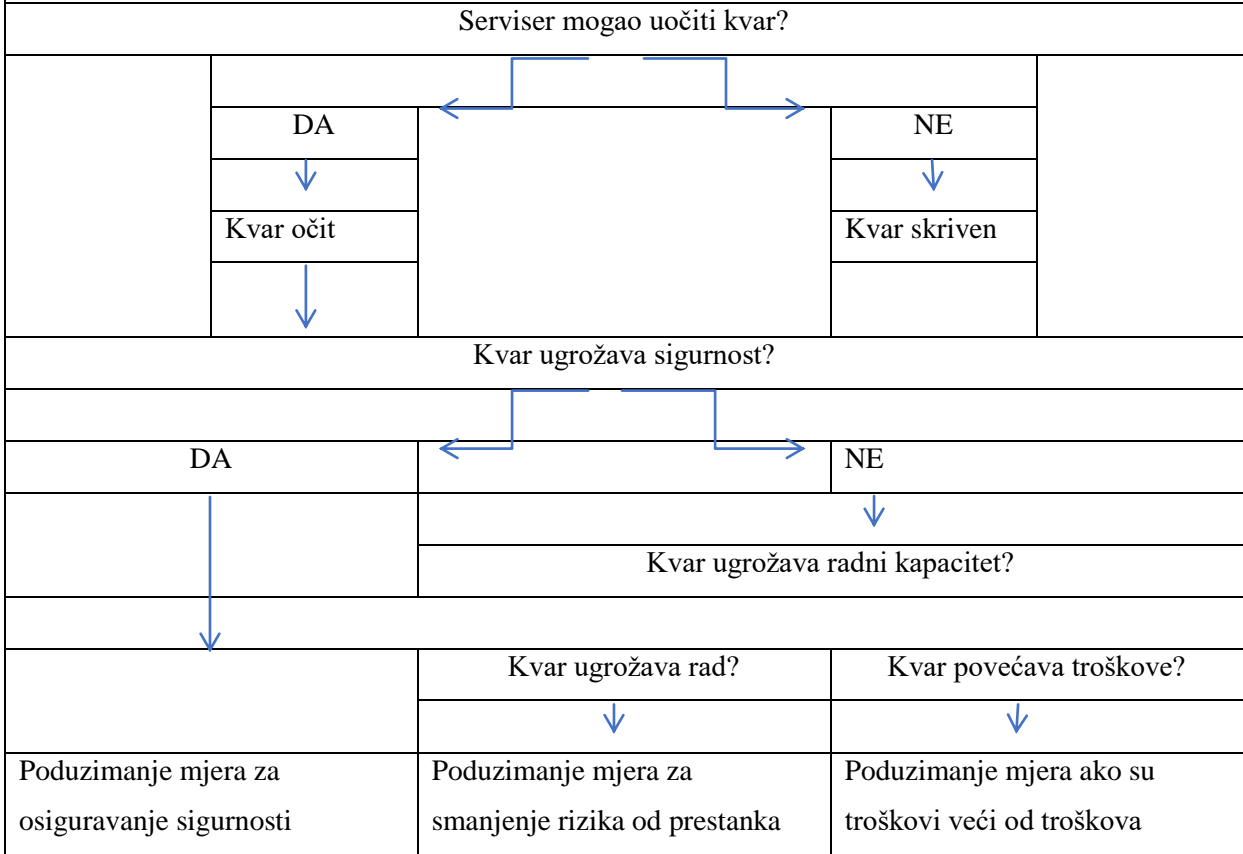 Serviser mogao uočiti kvar?
DA
NE
Kvar očit
Kvar skriven
Kvar ugrožava sigurnost?
DA
NE
Kvar ugrožava radni kapacitet?
Kvar ugrožava rad?
Kvar povećava troškove?
Poduzimanje mjera za
osiguravanje sigurnosti
Poduzimanje mjera za
smanjenje rizika od prestanka
Poduzimanje mjera ako su
troškovi veći od troškova